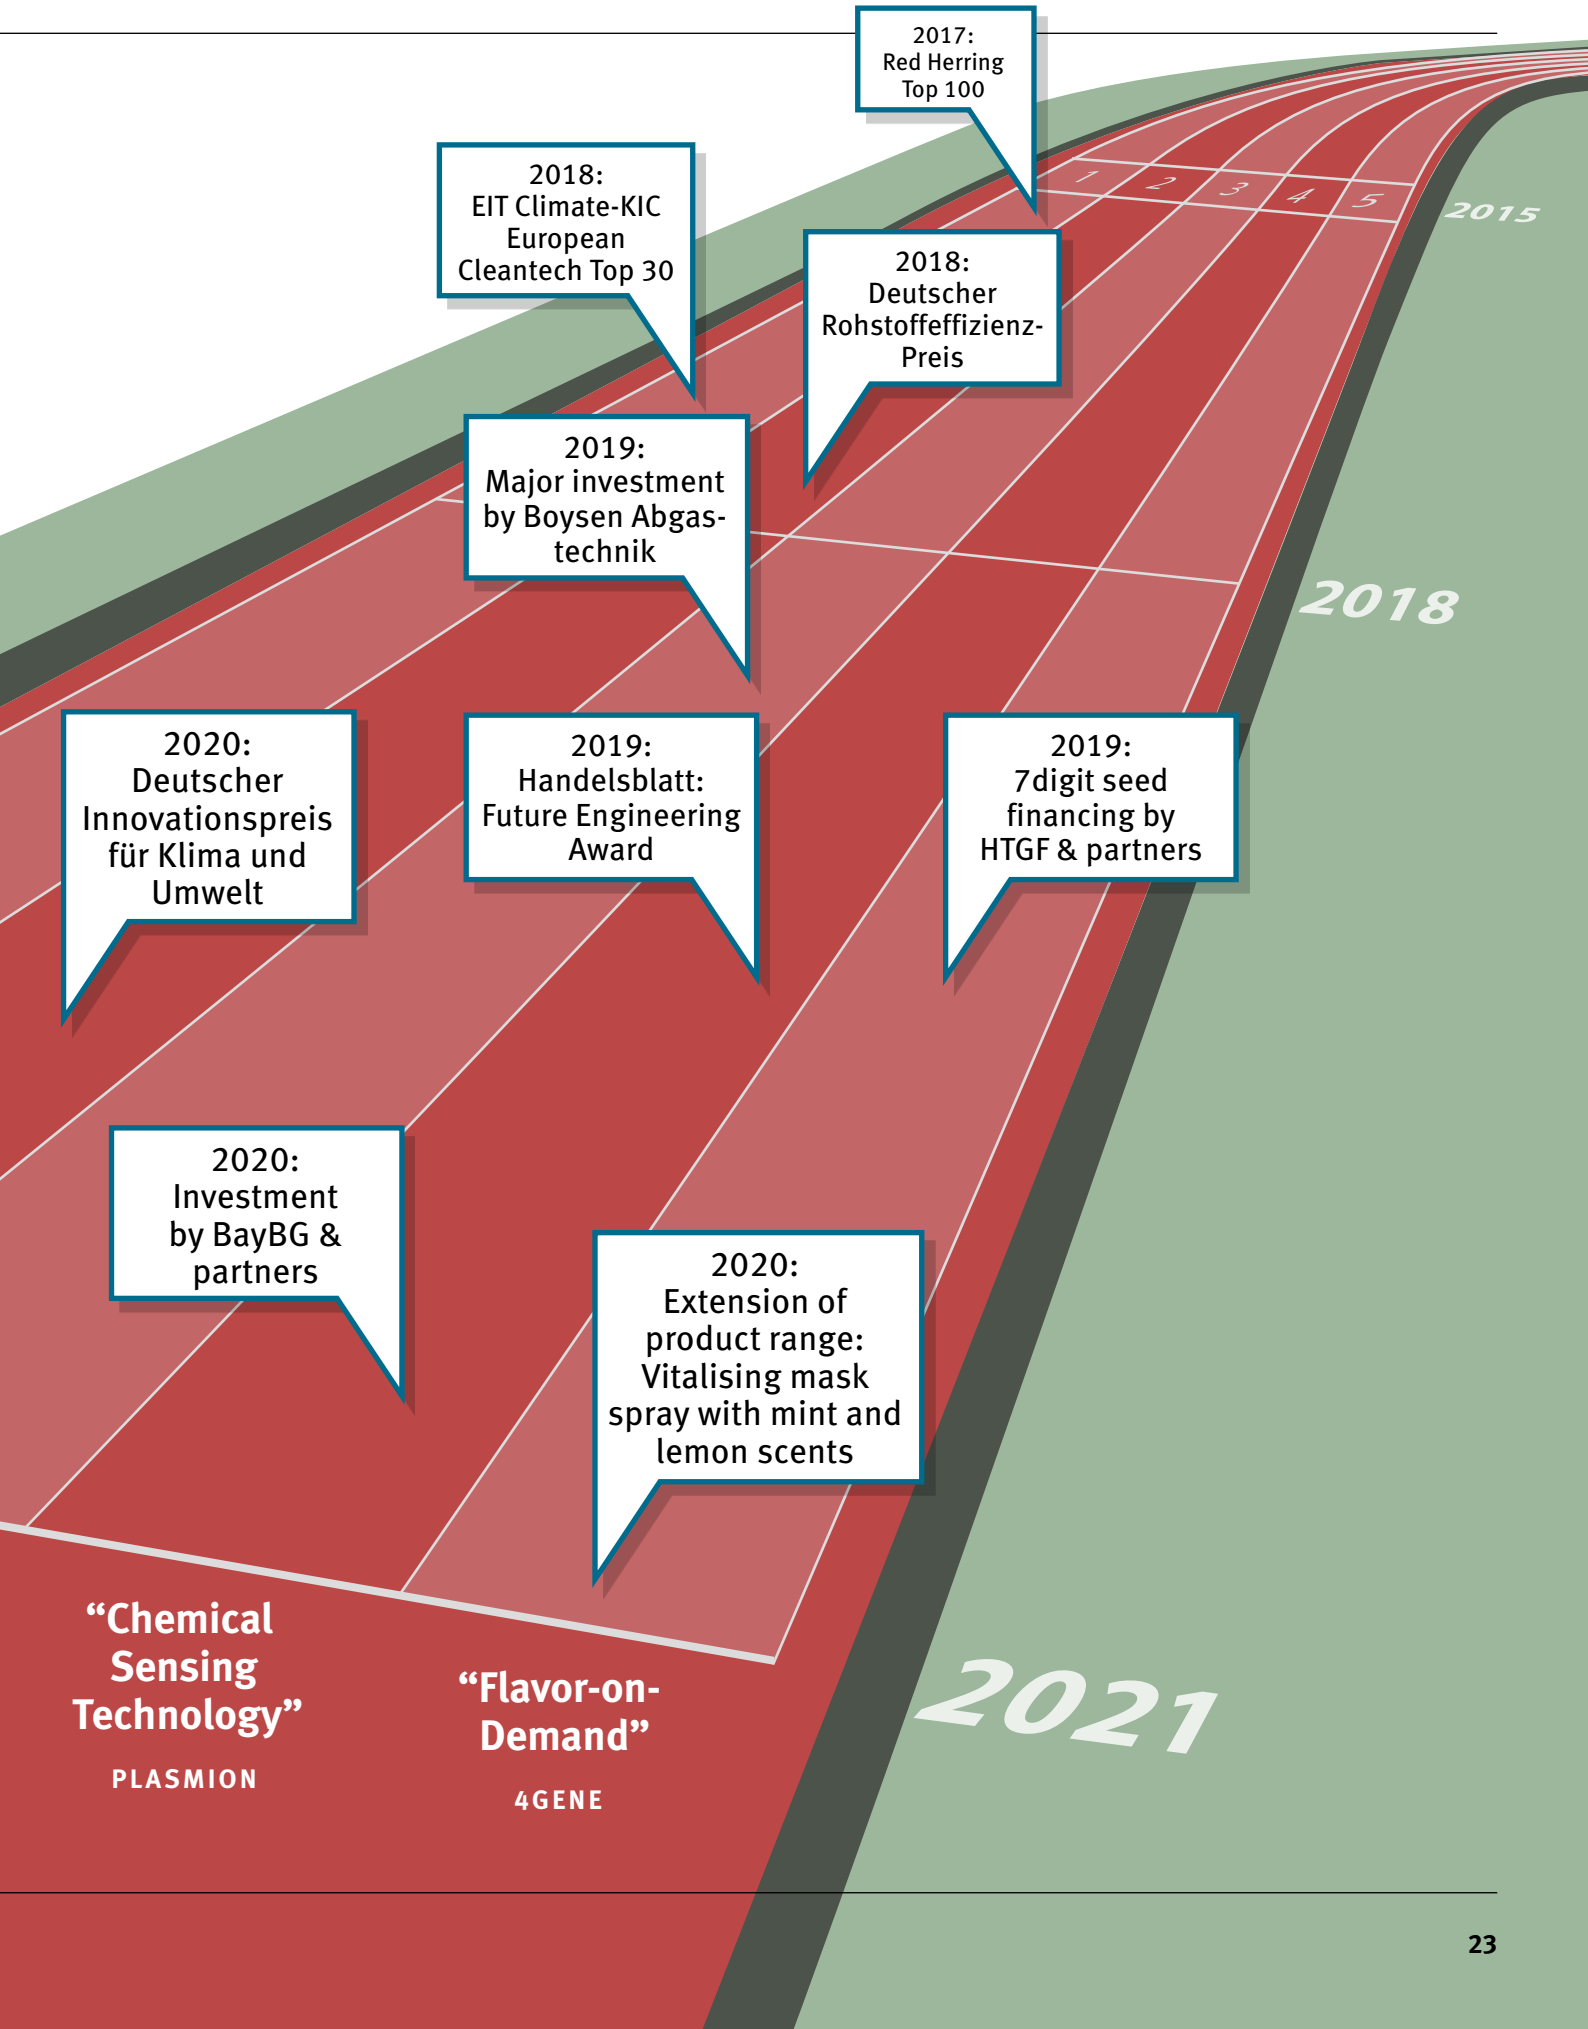 2017:
Red Herring
Top 100
2018:
EIT Climate-KIC
European
Cleantech Top 30
1 2 3 4 5
2015
2018:
Deutscher
Rohstoffeffizienz-
Preis
2019:
Major investment
by Boysen Abgas-
technik
2018
2020:
Deutscher
Innovationspreis
für Klima und
Umwelt
2019:
Handelsblatt:
Future Engineering
Award
2019:
7digit seed
financing by
HTGF & partners
2020:
Investment
by BayBG &
partners
2020:
Extension of
product range:
Vitalising mask
spray with mint and
lemon scents
“Chemical
Sensing
Technology”
PLASMION
“Flavor-on-
Demand”
4GENE
2021
23